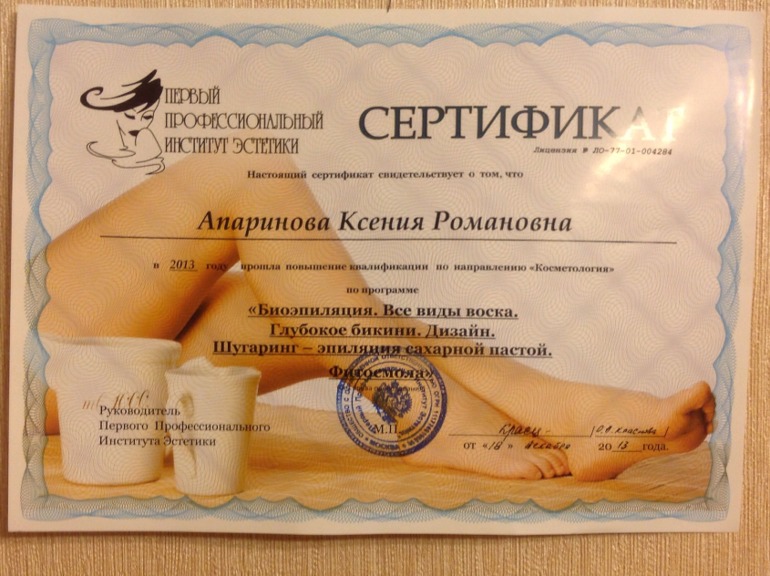 ПЕРВЫЙ
ПРОФЕССИОНАЛЬНЫЙ
ИНСТИТУТ ЭСТЕТИКИ
СЕРТИФИКАТ
Лицензия № ЛО-77-01-004284
Настоящий сертификат свидетельствует о том, что
Апаринова Ксения Романовна
в 2013 году прошла повышение квалификации по направлению «Косметология»
по программе
«Биоэпиляция. Все виды воска.
Глубокое бикини. Дизайн.
Шугаринг – эпиляция сахарной пастой.
Фитосмола»
Руководитель
Первого Профессионального
Института Эстетики
М.П.
от «18» декабря 2013 года.